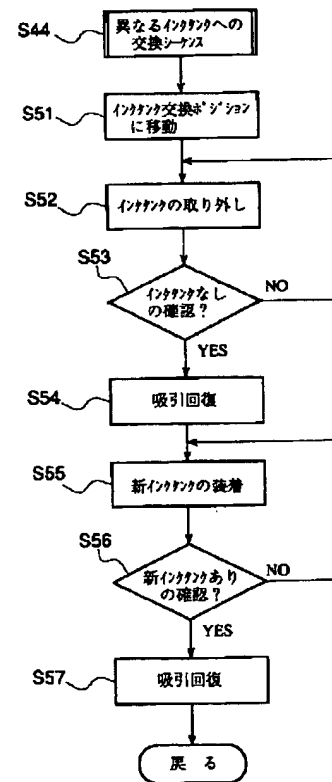 S44
異なるインクタンクへの
交換シーケンス
S51
インクタンク交換ポジション
に移動
S52
インクタンクの取り外し
S53
インクタンクなし
の確認?
NO
YES
S54
吸引回復
S55
新インクタンクの装着
S56
新インクタンクあり
の確認?
NO
YES
S57
吸引回復
戻る